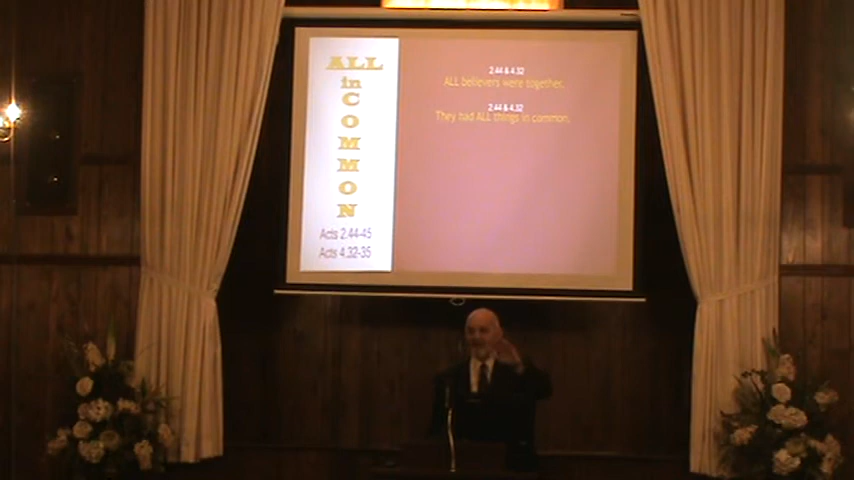 ALL
in
C
O
M
M
O
N
Acts 2.44-45
Acts 4.32-35
2.44 & 4.32
ALL believers were together.
2.44 & 4.32
They had ALL things in common.